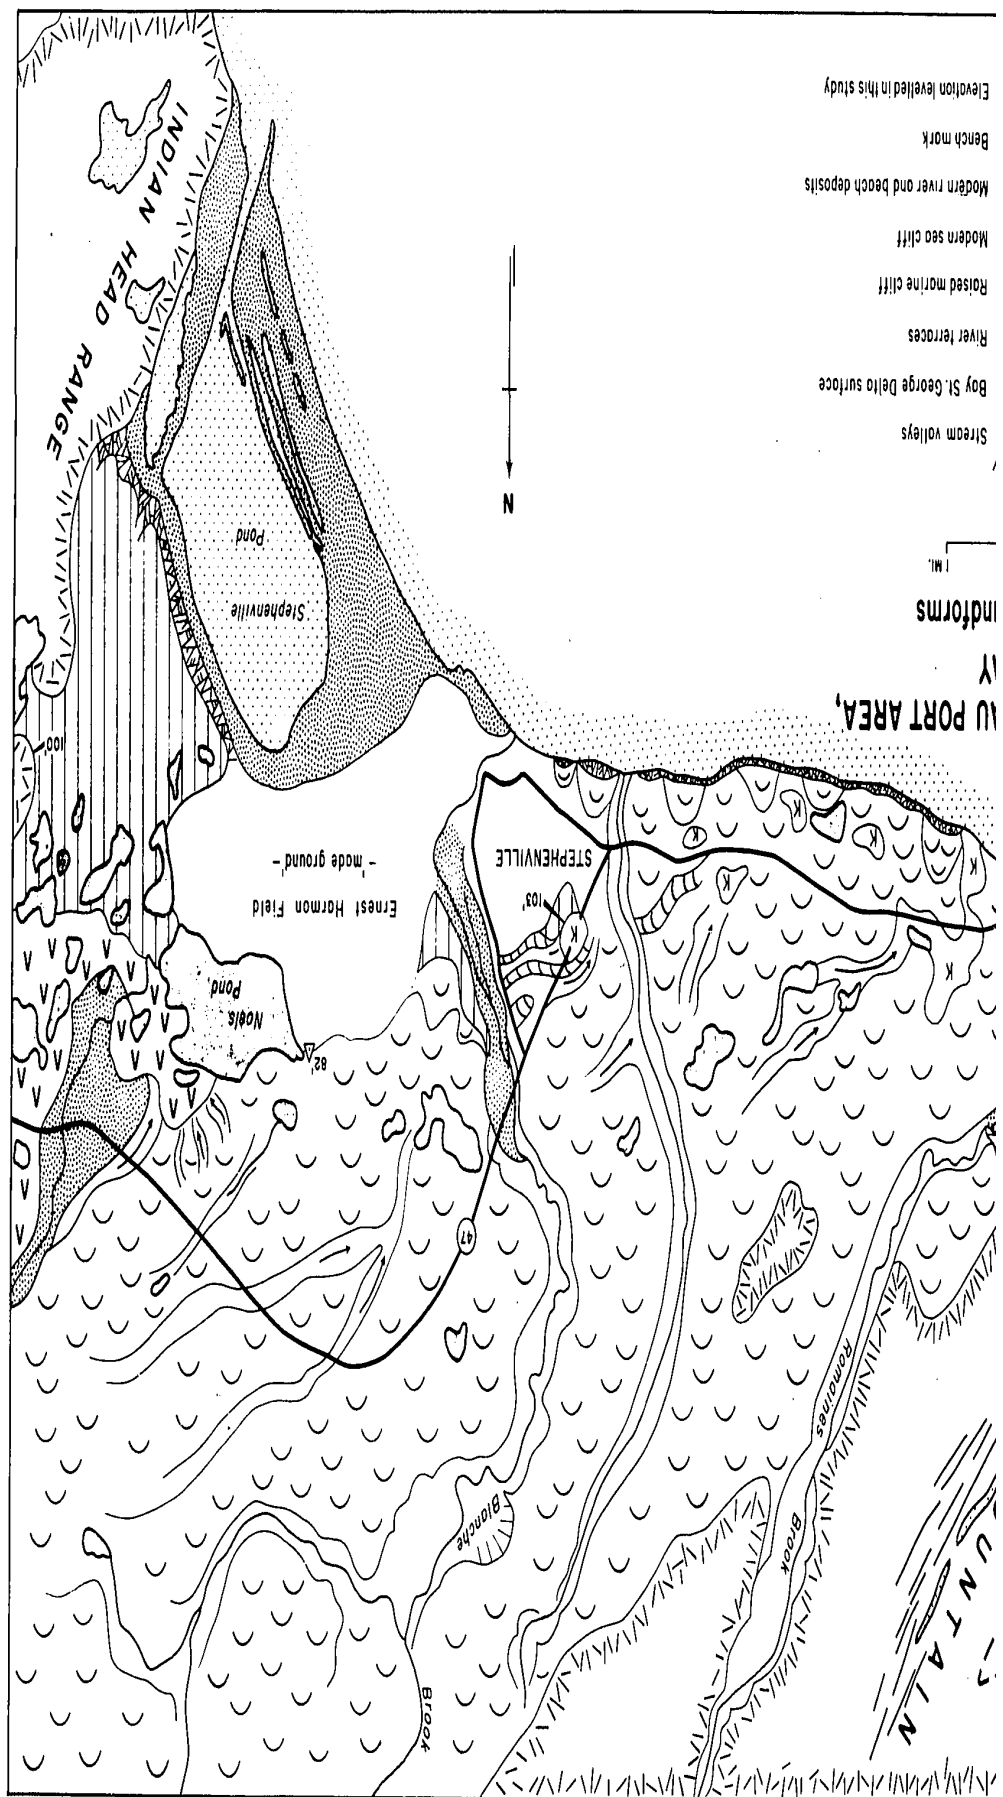 UNTAIN
Brook
Romaines
Brook
Blanche
47
82'
Noels
Pond
K
K
103'
Ernest Harmon Field
- 'made ground' -
K
K
STEPHENVILLE
K
K
K
100'
AU PORT AREA,
AY
ndforms
1 MI.
Stephenville
Pond
N
Stream valleys
Bay St. George Delta surface
River terraces
Raised marine cliff
Modern sea cliff
Modern river and beach deposits
Bench mark
Elevation levelled in this study
INDIAN HEAD RANGE